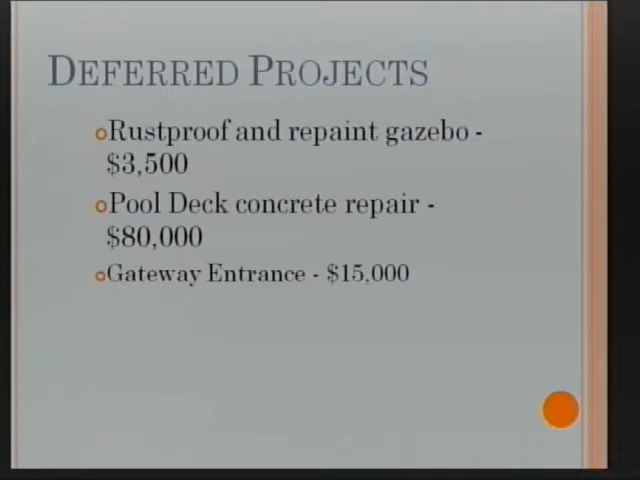 DEFERRED PROJECTS
Rustproof and repaint gazebo -
$3,500
Pool Deck concrete repair -
$80,000
Gateway Entrance - $15,000